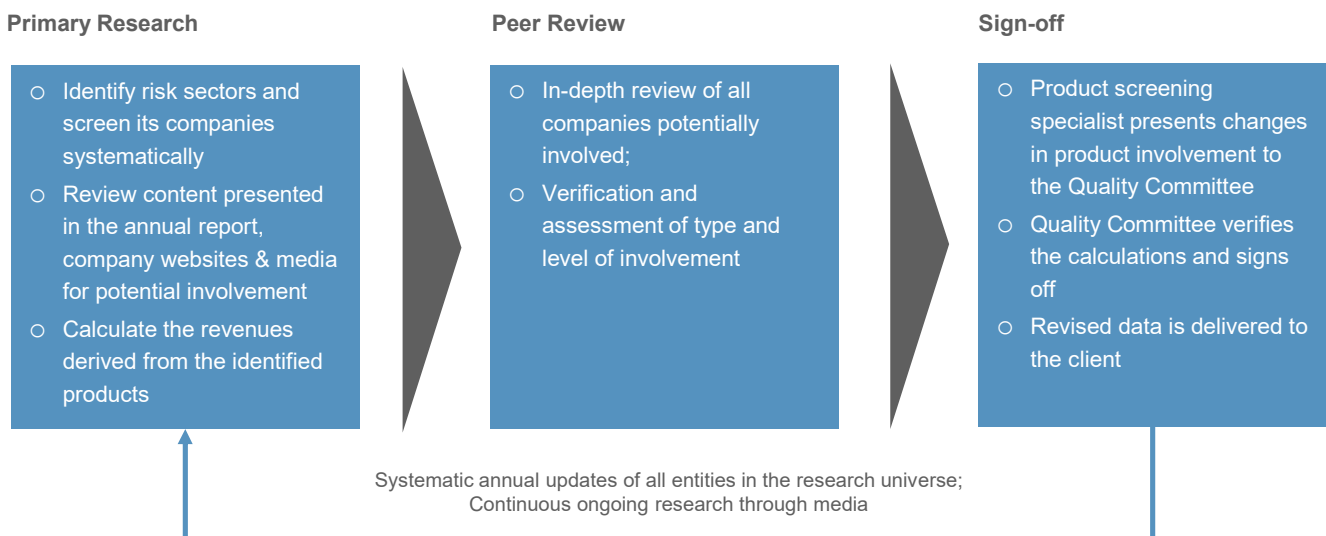 Primary Research
Identify risk sectors and
screen its companies
systematically
Review content presented
in the annual report,
company websites & media
for potential involvement
Calculate the revenues
derived from the identified
products
Peer Review
In-depth review of all
companies potentially
involved;
Verification and
assessment of type and
level of involvement
Sign-off
Product screening
specialist presents changes
in product involvement to
the Quality Committee
Quality Committee verifies
the calculations and signs
off
Revised data is delivered to
the client
Systematic annual updates of all entities in the research universe;
Continuous ongoing research through media